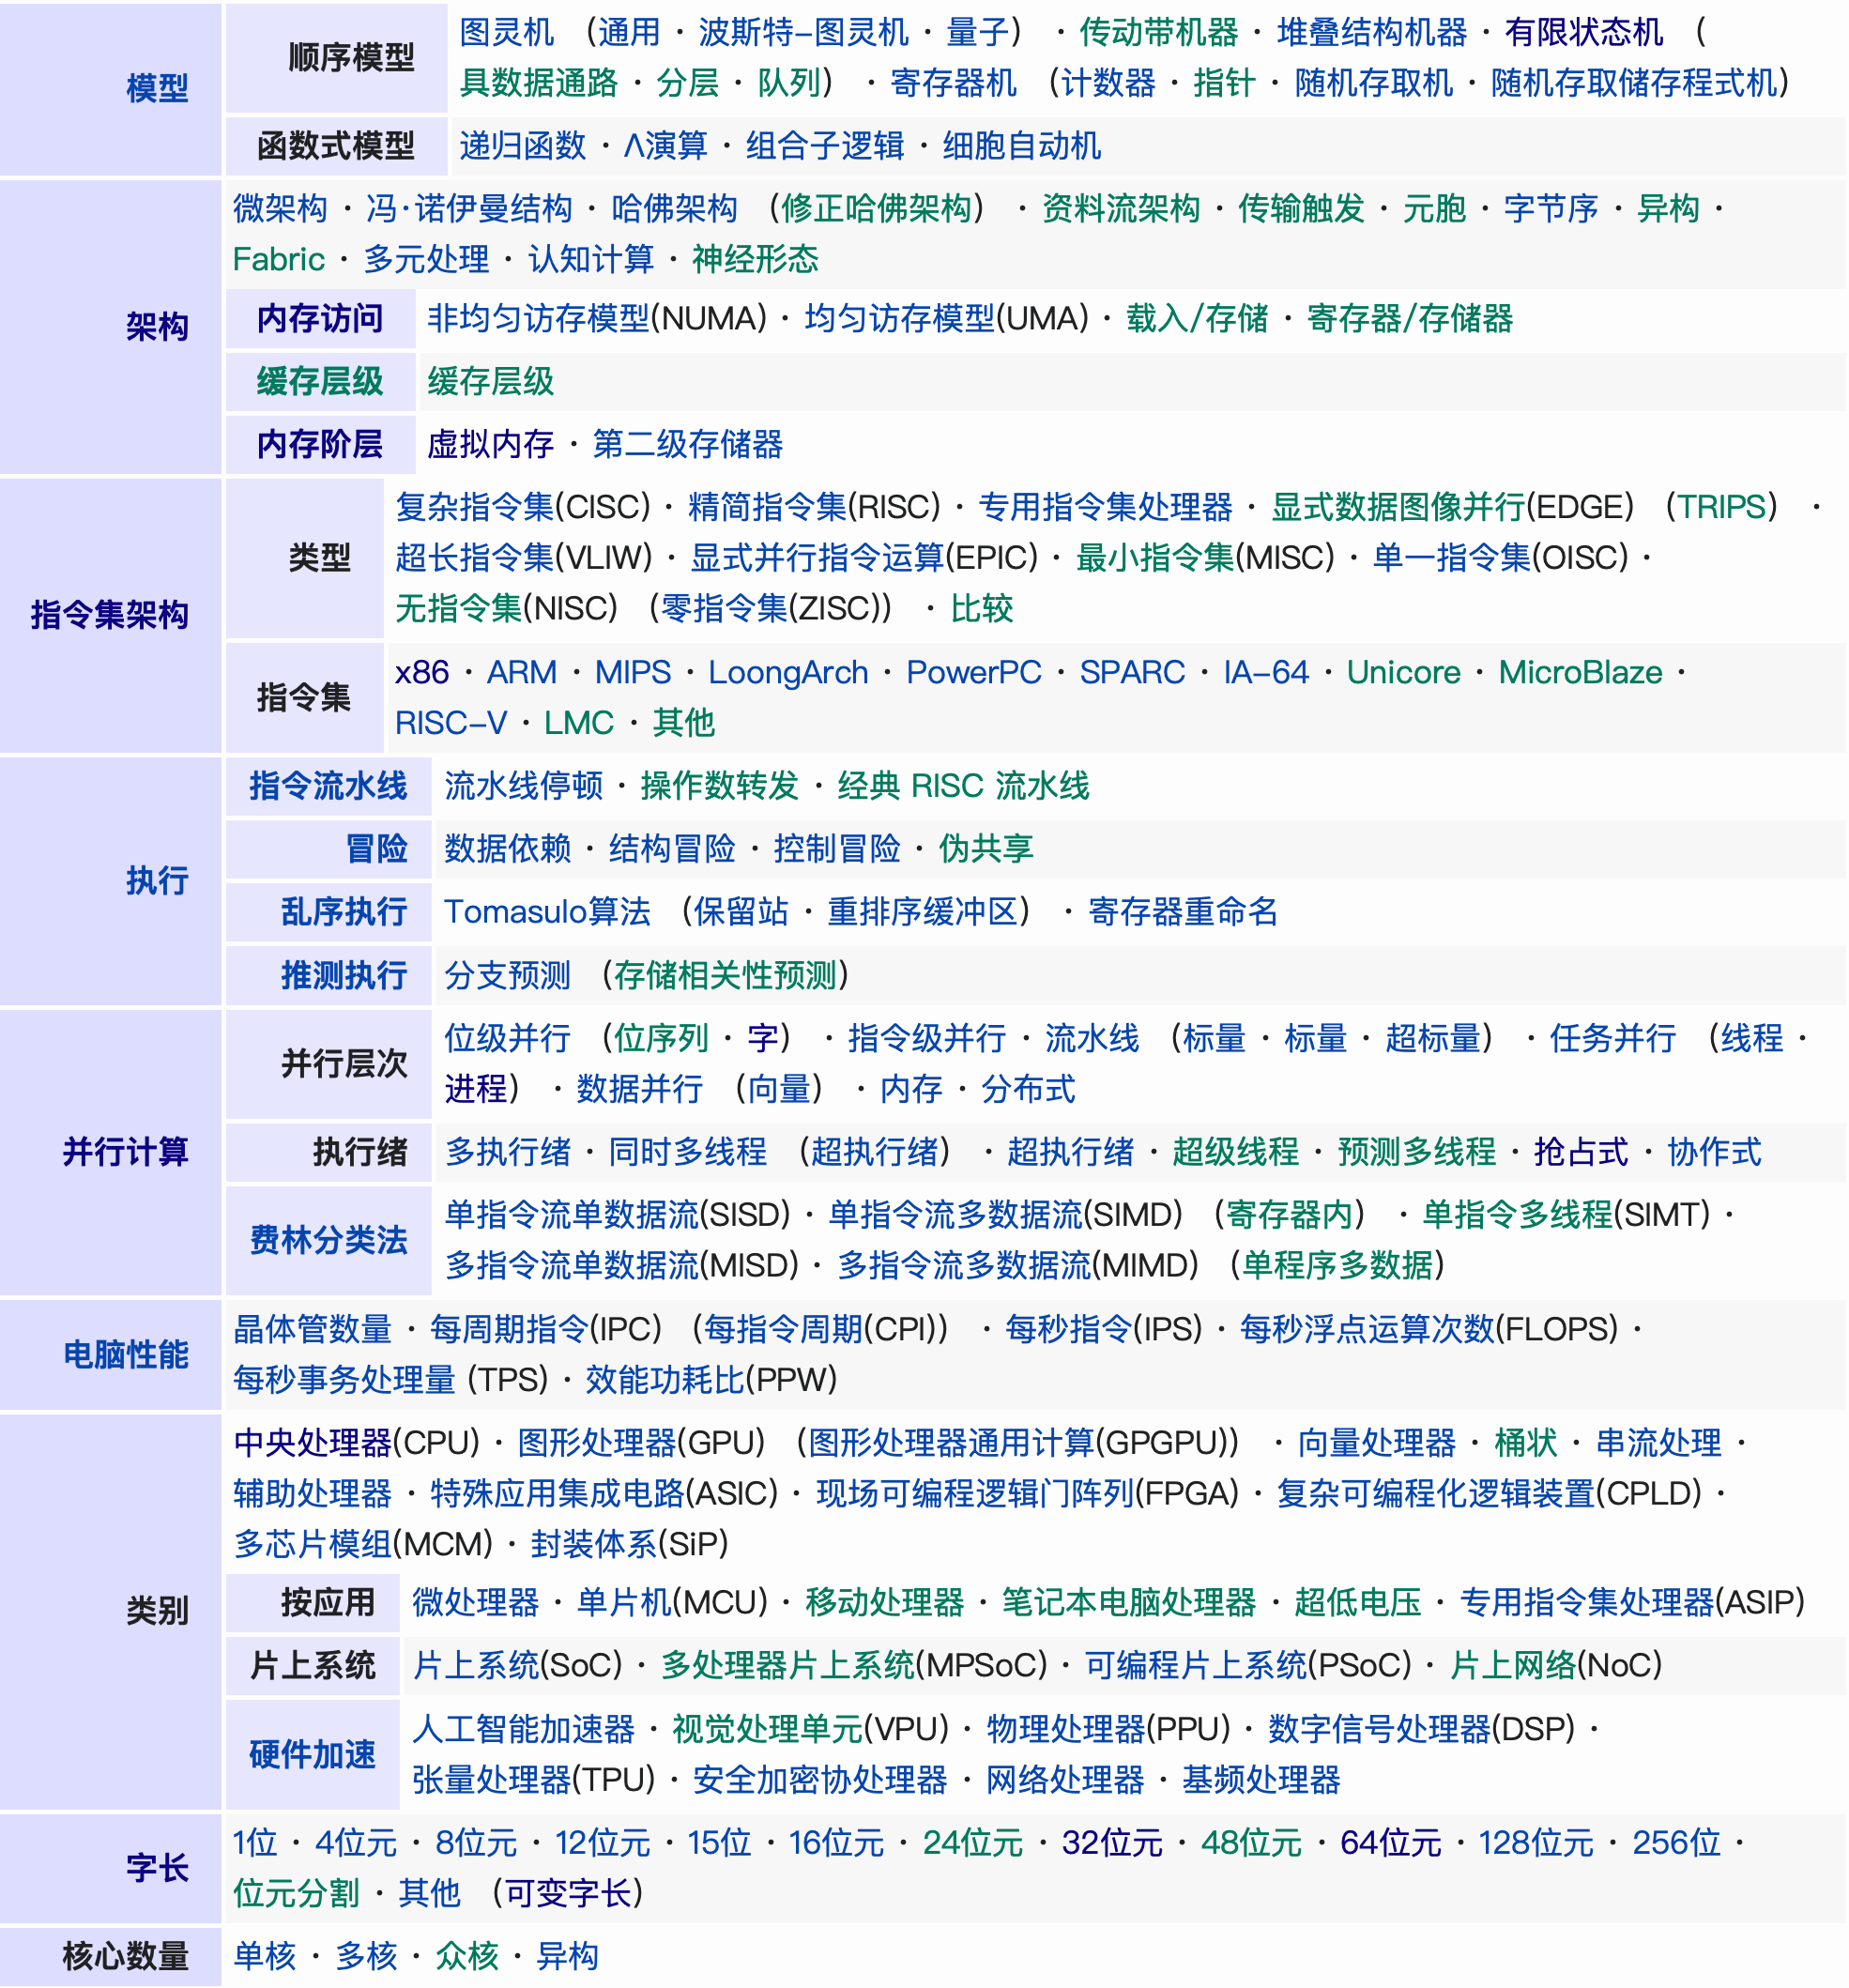 模型
顺序模型
图灵机 （通用 · 波斯特-图灵机 · 量子） · 传动带机器 · 堆叠结构机器 · 有限状态机 （
具数据通路 · 分层 · 队列） · 寄存器机 （计数器 · 指针 · 随机存取机 · 随机存取储存程式机）
函数式模型
递归函数 · Λ演算 · 组合子逻辑 · 细胞自动机
架构
微架构 · 冯·诺伊曼结构 · 哈佛架构 （修正哈佛架构） · 资料流架构 · 传输触发 · 元胞 · 字节序 · 异构 ·
Fabric · 多元处理 · 认知计算 · 神经形态
内存访问
非均匀访存模型(NUMA) · 均匀访存模型(UMA) · 载入/存储 · 寄存器/存储器
缓存层级
缓存层级
内存阶层
虚拟内存 · 第二级存储器
指令集架构
类型
复杂指令集(CISC) · 精简指令集(RISC) · 专用指令集处理器 · 显式数据图像并行(EDGE) （TRIPS） ·
超长指令集(VLIW) · 显式并行指令运算(EPIC) · 最小指令集(MISC) · 单一指令集(OISC) ·
无指令集(NISC) （零指令集(ZISC)） · 比较
指令集
x86 · ARM · MIPS · LoongArch · PowerPC · SPARC · IA-64 · Unicore · MicroBlaze ·
RISC-V · LMC · 其他
执行
指令流水线
流水线停顿 · 操作数转发 · 经典 RISC 流水线
冒险
数据依赖 · 结构冒险 · 控制冒险 · 伪共享
乱序执行
Tomasulo算法 （保留站 · 重排序缓冲区） · 寄存器重命名
推测执行
分支预测 （存储相关性预测）
并行计算
并行层次
位级并行 （位序列 · 字） · 指令级并行 · 流水线 （标量 · 标量 · 超标量） · 任务并行 （线程 ·
进程） · 数据并行 （向量） · 内存 · 分布式
执行绪
多执行绪 · 同时多线程 （超执行绪） · 超执行绪 · 超级线程 · 预测多线程 · 抢占式 · 协作式
费林分类法
单指令流单数据流(SISD) · 单指令流多数据流(SIMD) （寄存器内） · 单指令多线程(SIMT) ·
多指令流单数据流(MISD) · 多指令流多数据流(MIMD) （单程序多数据）
电脑性能
晶体管数量 · 每周期指令(IPC) （每指令周期(CPI)） · 每秒指令(IPS) · 每秒浮点运算次数(FLOPS) ·
每秒事务处理量 (TPS) · 效能功耗比(PPW)
类别
中央处理器(CPU) · 图形处理器(GPU) （图形处理器通用计算(GPGPU)） · 向量处理器 · 桶状 · 串流处理 ·
辅助处理器 · 特殊应用集成电路(ASIC) · 现场可编程逻辑门阵列(FPGA) · 复杂可编程化逻辑装置(CPLD) ·
多芯片模组(MCM) · 封装体系(SiP)
按应用
微处理器 · 单片机(MCU) · 移动处理器 · 笔记本电脑处理器 · 超低电压 · 专用指令集处理器(ASIP)
片上系统
片上系统(SoC) · 多处理器片上系统(MPSoC) · 可编程片上系统(PSoC) · 片上网络(NoC)
硬件加速
人工智能加速器 · 视觉处理单元(VPU) · 物理处理器(PPU) · 数字信号处理器(DSP) ·
张量处理器(TPU) · 安全加密协处理器 · 网络处理器 · 基频处理器
字长
1位 · 4位元 · 8位元 · 12位元 · 15位 · 16位元 · 24位元 · 32位元 · 48位元 · 64位元 · 128位元 · 256位 ·
位元分割 · 其他 （可变字长）
核心数量
单核 · 多核 · 众核 · 异构